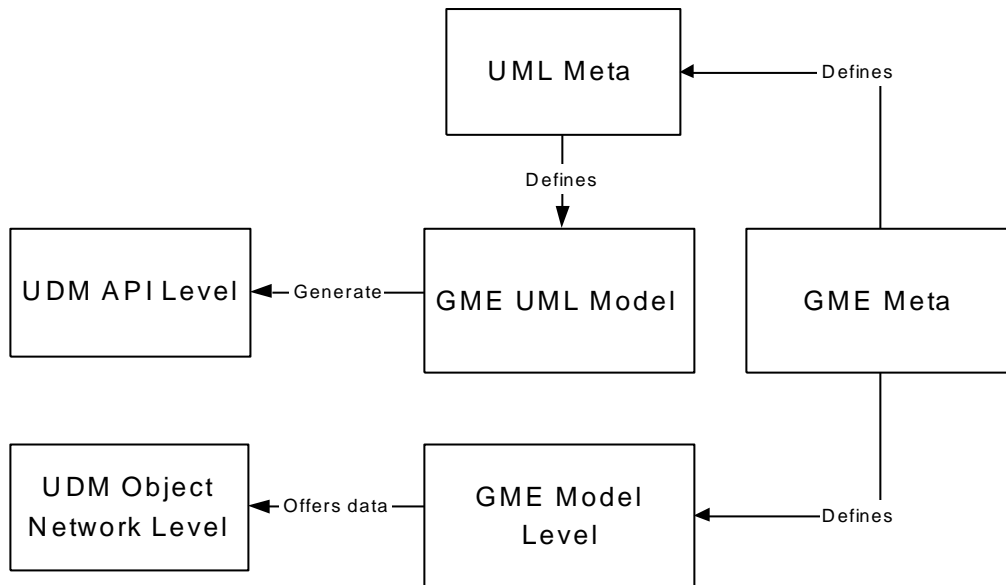 UML Meta
Defines
Defines
UDM API Level
Generate
GME UML Model
GME Meta
UDM Object
Network Level
Offers data
GME Model
Level
Defines